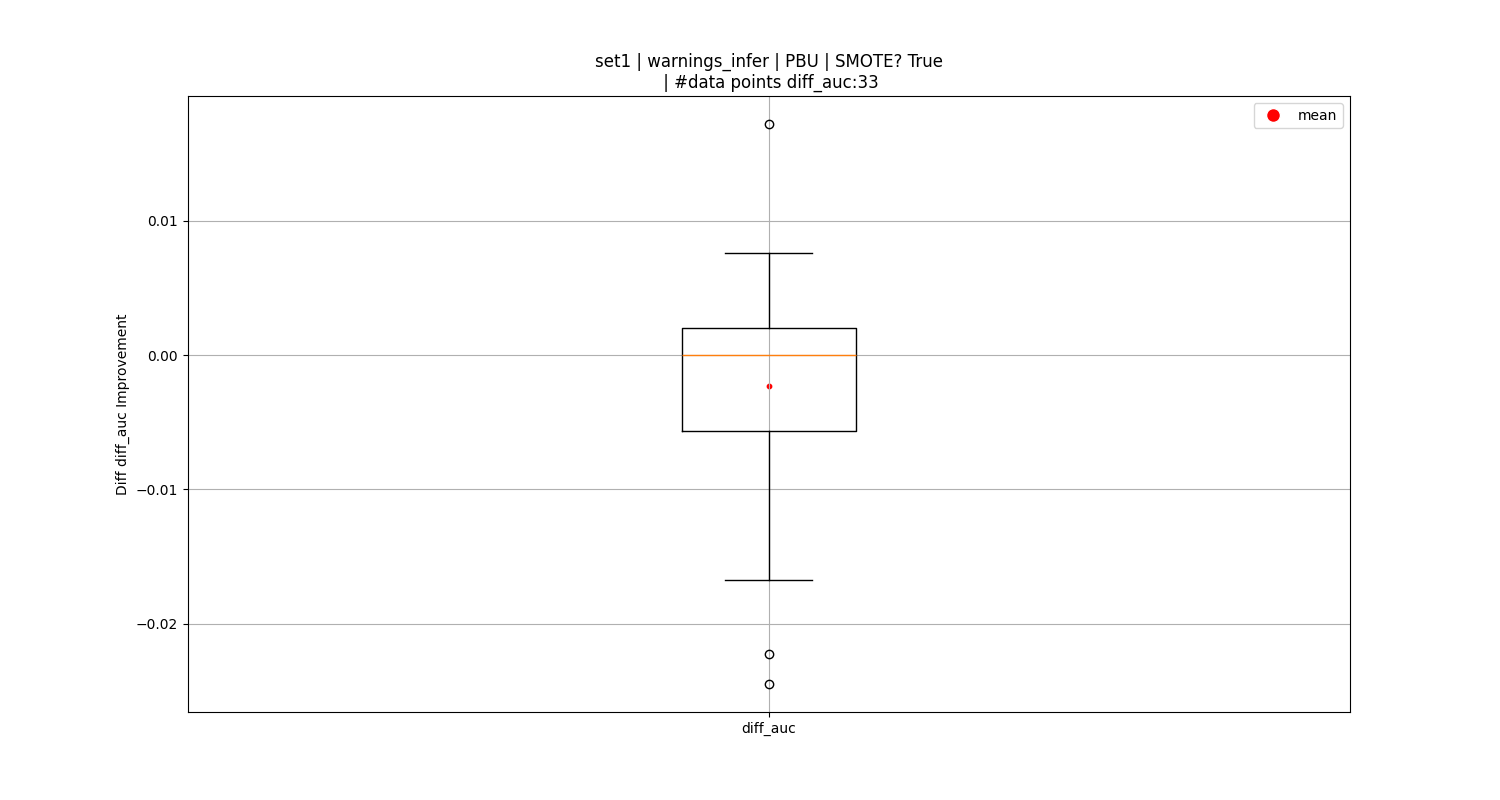 set1 | warnings_infer | PBU | SMOTE? True
| #data points diff_auc:33
mean
0.01
0.00
−0.01
−0.02
Diff diff_auc Improvement
diff_auc